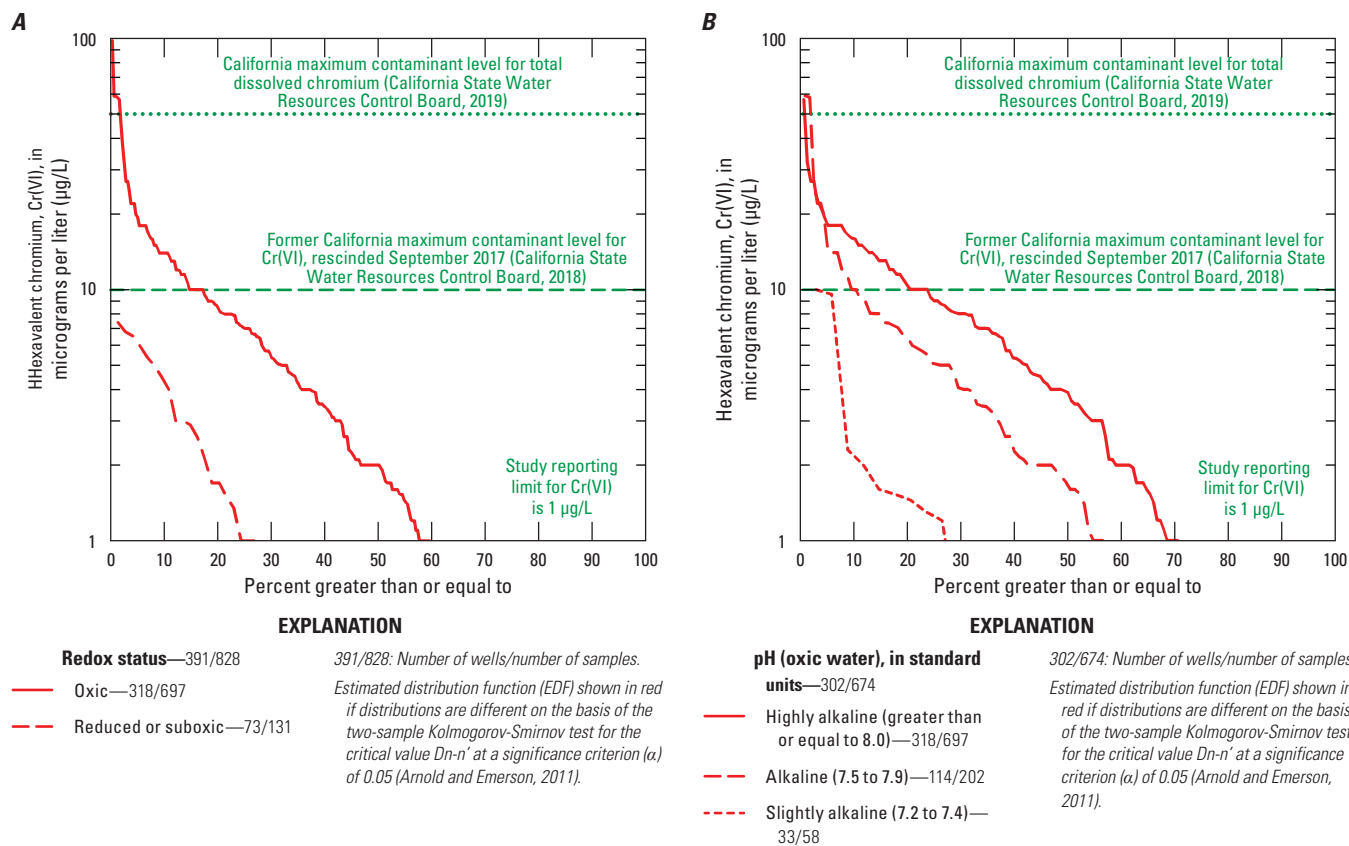 A
100
10
1
HHexavalent chromium, Cr(VI), in
micrograms per liter (µg/L)
California maximum contaminant level for total
dissolved chromium (California State Water
Resources Control Board, 2019)
Former California maximum contaminant level for
Cr(VI), rescinded September 2017 (California State
Water Resources Control Board, 2018)
Study reporting
limit for Cr(VI)
is 1 µg/L
0 10 20 30 40 50 60 70 80 90 100
Percent greater than or equal to
EXPLANATION
Redox status—391/828
Oxic—318/697
Reduced or suboxic—73/131
391/828: Number of wells/number of samples.
Estimated distribution function (EDF) shown in red
if distributions are different on the basis of the
two-sample Kolmogorov-Smirnov test for the
critical value Dn-n' at a significance criterion (α)
of 0.05 (Arnold and Emerson, 2011).
B
100
10
1
Hexavalent chromium, Cr(VI), in
micrograms per liter (µg/L)
California maximum contaminant level for total
dissolved chromium (California State Water
Resources Control Board, 2019)
Former California maximum contaminant level for
Cr(VI), rescinded September 2017 (California State
Water Resources Control Board, 2018)
Study reporting
limit for Cr(VI)
is 1 µg/L
0 10 20 30 40 50 60 70 80 90 100
Percent greater than or equal to
EXPLANATION
pH (oxic water), in standard
units—302/674
Highly alkaline (greater than
or equal to 8.0)—318/697
Alkaline (7.5 to 7.9)—114/202
Slightly alkaline (7.2 to 7.4)—
33/58
302/674: Number of wells/number of samples
Estimated distribution function (EDF) shown in
red if distributions are different on the basis
of the two-sample Kolmogorov-Smirnov test
for the critical value Dn-n' at a significance
criterion (α) of 0.05 (Arnold and Emerson,
2011).